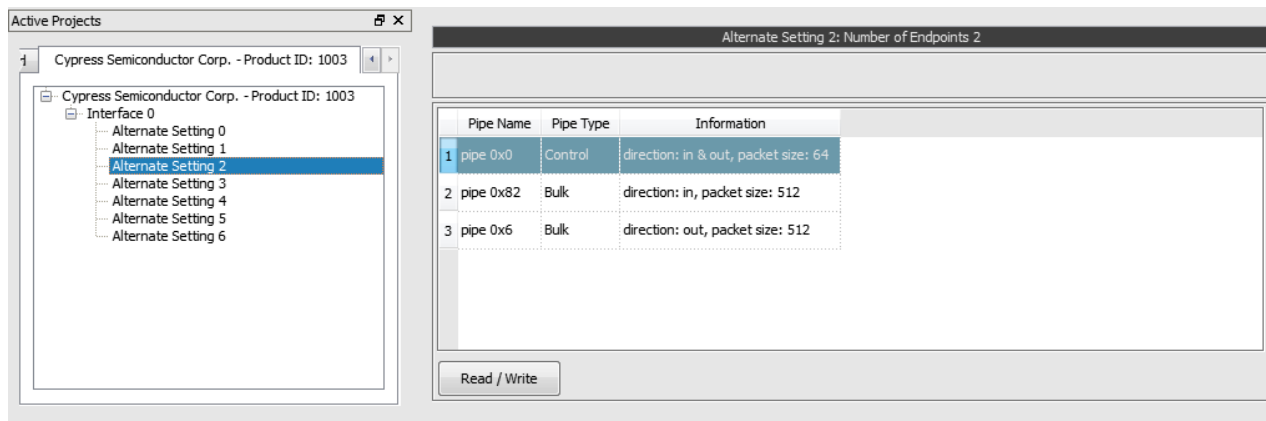 Active Projects
Cypress Semiconductor Corp. - Product ID: 1003
Cypress Semiconductor Corp. - Product ID: 1003
Interface 0
Alternate Setting 0
Alternate Setting 1
Alternate Setting 2
Alternate Setting 3
Alternate Setting 4
Alternate Setting 5
Alternate Setting 6
Alternate Setting 2: Number of Endpoints 2
Pipe Name Pipe Type Information
1 pipe 0x0 Control direction: in & out, packet size: 64
2 pipe 0x82 Bulk direction: in, packet size: 512
3 pipe 0x6 Bulk direction: out, packet size: 512
Read / Write